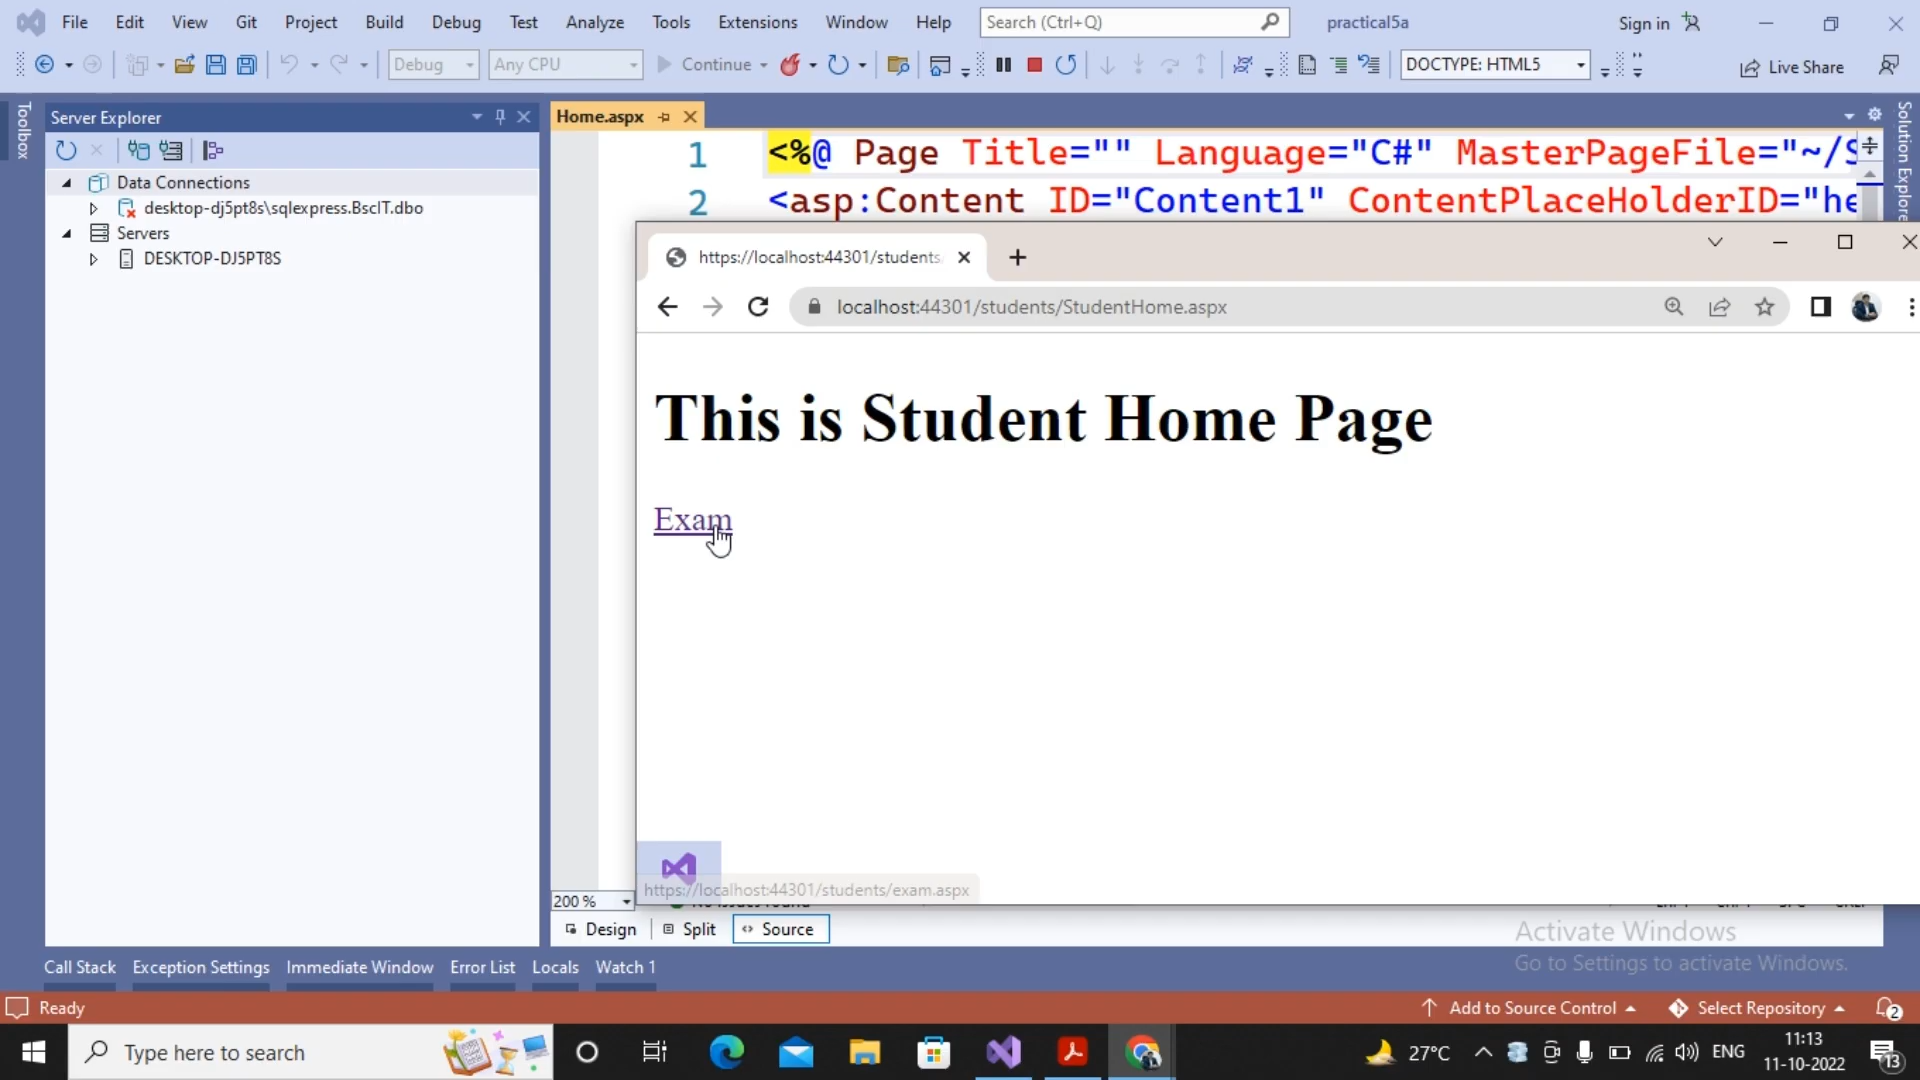 File Edit View Git Project Build Debug Test Analyze Tools Extensions Window Help Search (Ctrl+Q) practical5a Sign in
Debug Any CPU Continue DOCTYPE: HTML5 Live Share
Toolbox
Server Explorer
Data Connections
desktop-dj5pt8s\sqlexpress.BscIT.dbo
Servers
DESKTOP-DJ5PT8S
Home.aspx
1 <%@ Page Title="" Language="C#" MasterPageFile="~/S
2 <asp:Content ID="Content1" ContentPlaceHolderID="he
Solution Explore
https://localhost:44301/students
localhost:44301/students/StudentHome.aspx
This is Student Home Page
Exam
https://localhost:44301/students/exam.aspx
200 %
Design Split Source
Activate Windows
Go to Settings to activate Windows.
Call Stack Exception Settings Immediate Window Error List Locals Watch 1
Ready Add to Source Control Select Repository 2
Type here to search 27°C ENG 11:13
11-10-2022 13